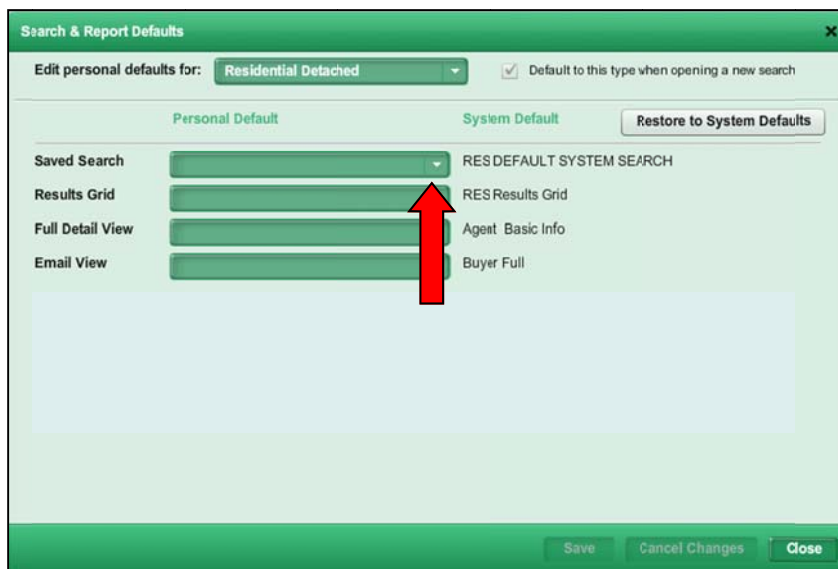 Search & Report Defaults
Edit personal defaults for: Residential Detached Default to this type when opening a new search
Personal Default System Default Restore to System Defaults
Saved Search RES DEFAULT SYSTEM SEARCH
Results Grid RES Results Grid
Full Detail View Agent Basic Info
Email View Buyer Full
Save Cancel Changes Close